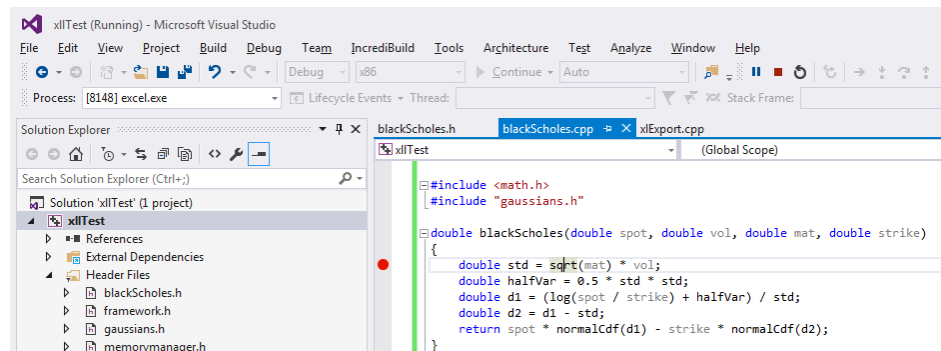 xllTest (Running) - Microsoft Visual Studio
File Edit View Project Build Debug Team IncrediBuild Tools Architecture Test Analyze Window Help
Debug x86 Continue Auto
Process: [8148] excel.exe Lifecycle Events Thread: Stack Frame:
Solution Explorer
Search Solution Explorer (Ctrl+;)
Solution 'xllTest' (1 project)
xllTest
References
External Dependencies
Header Files
blackScholes.h
framework.h
gaussians.h
memorymanager.h
blackScholes.h blackScholes.cpp xlExport.cpp
xllTest (Global Scope)
#include <math.h>
#include "gaussians.h"
double blackScholes(double spot, double vol, double mat, double strike)
{
double std = sqrt(mat) * vol;
double halfVar = 0.5 * std * std;
double d1 = (log(spot / strike) + halfVar) / std;
double d2 = d1 - std;
return spot * normalCdf(d1) - strike * normalCdf(d2);
}